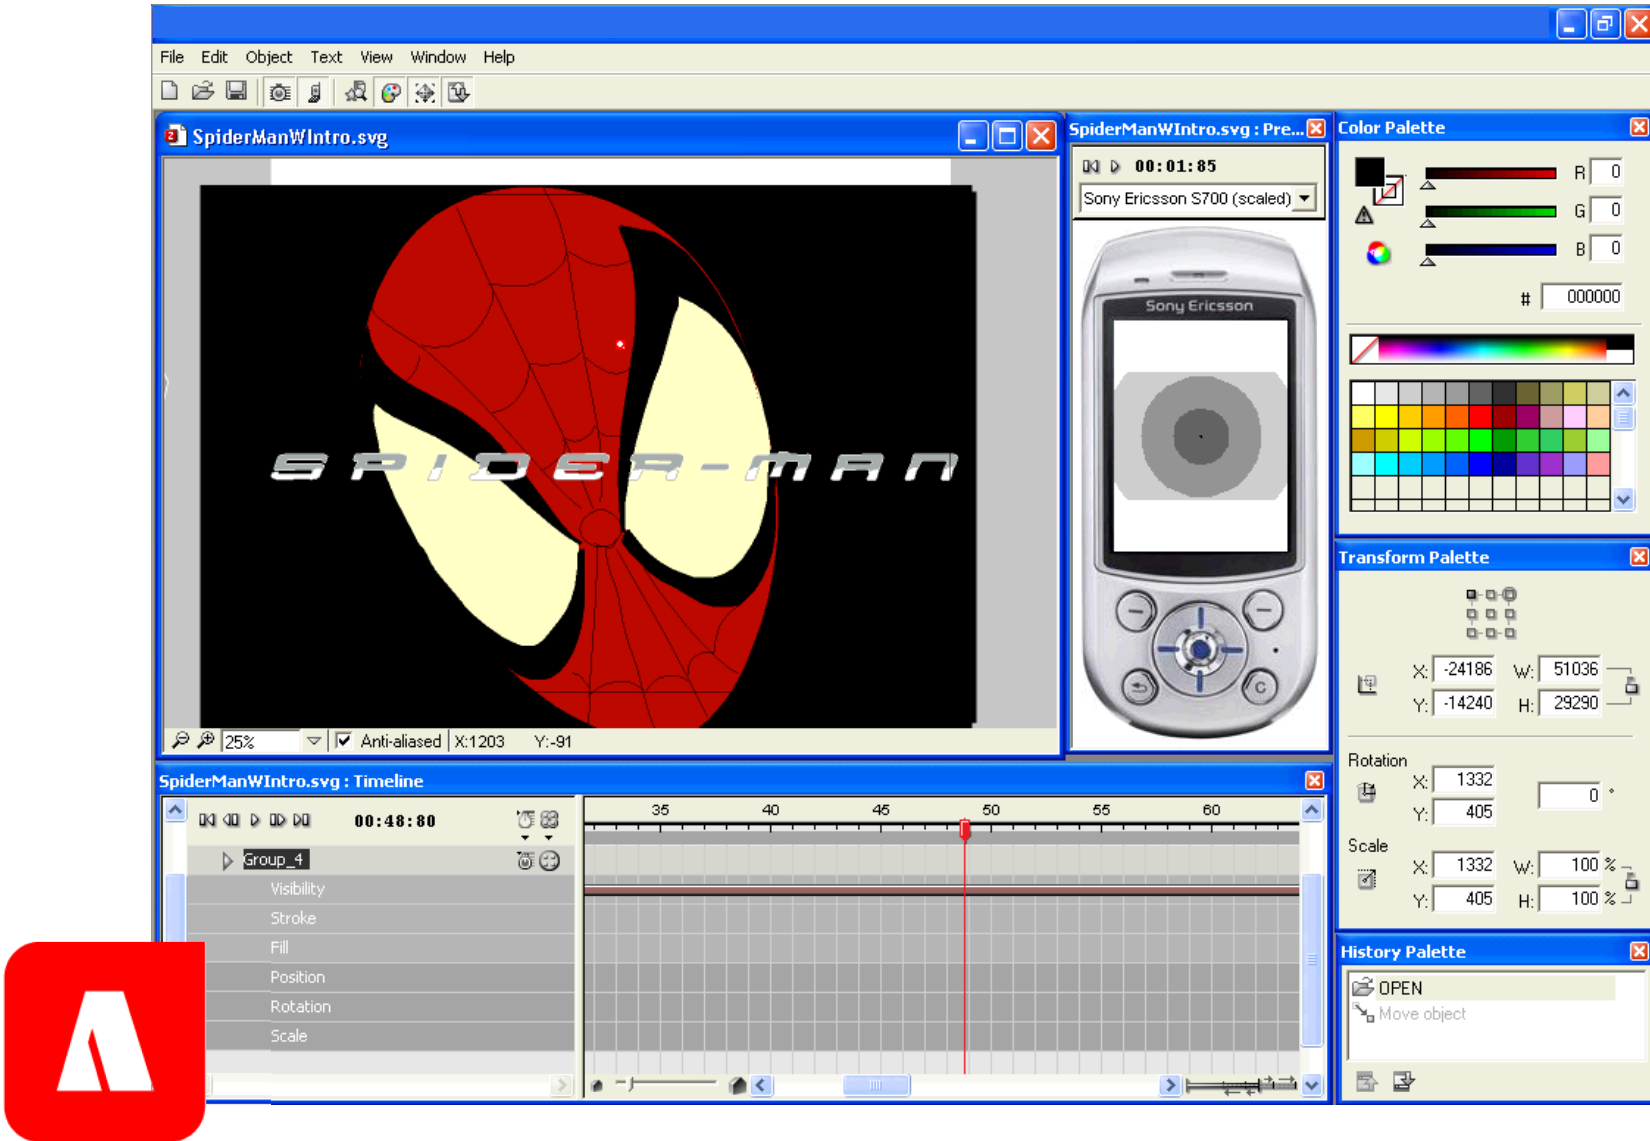 File Edit Object Text View Window Help
SpiderManWIntro.svg
SPIDER-MAN
25% Anti-aliased X:1203 Y:-91
SpiderManWIntro.svg : Pre...
00:01:85
Sony Ericsson S700 (scaled)
Sony Ericsson
C
Color Palette
R 0
G 0
B 0
# 000000
Transform Palette
X: -24186 W: 51036
Y: -14240 H: 29290
Rotation
X: 1332 0 °
Y: 405
Scale
X: 1332 W: 100 %
Y: 405 H: 100 %
History Palette
OPEN
Move object
SpiderManWIntro.svg : Timeline
00:48:80
35 40 45 50 55 60
Group_4
Visibility
Stroke
Fill
Position
Rotation
Scale